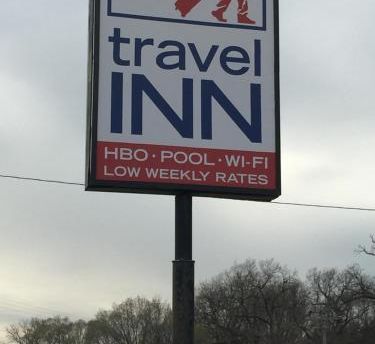 travel
INN
HBO · POOL · WI-FI
LOW WEEKLY RATES